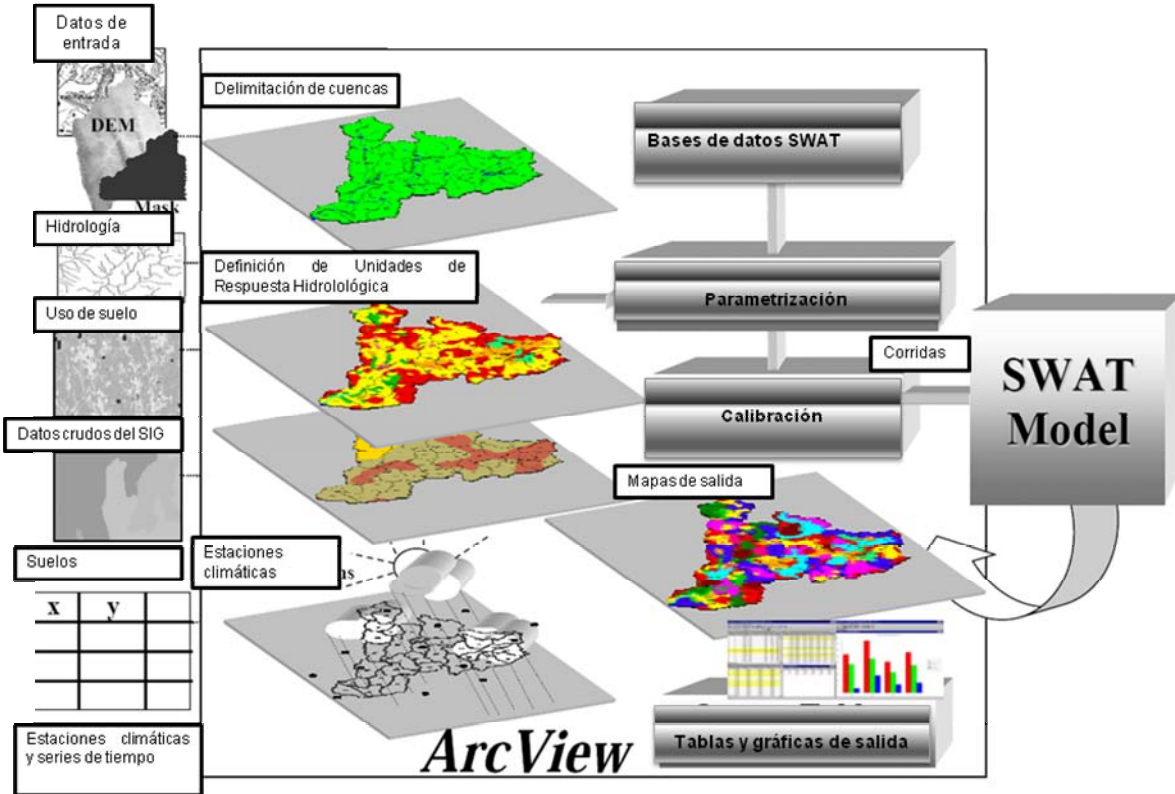 Datos de
entrada
DEM
Mask
Hidrología
Uso de suelo
Datos crudos del SIG
Suelos
x y
Estaciones climáticas
y series de tiempo
Delimitación de cuencas
Definición de Unidades de
Respuesta Hidrolológica
Estaciones
climáticas
ns
Bases de datos SWAT
Parametrización
Calibración
Corridas
SWAT
Model
Mapas de salida
Tablas y gráficas de salida
ArcView